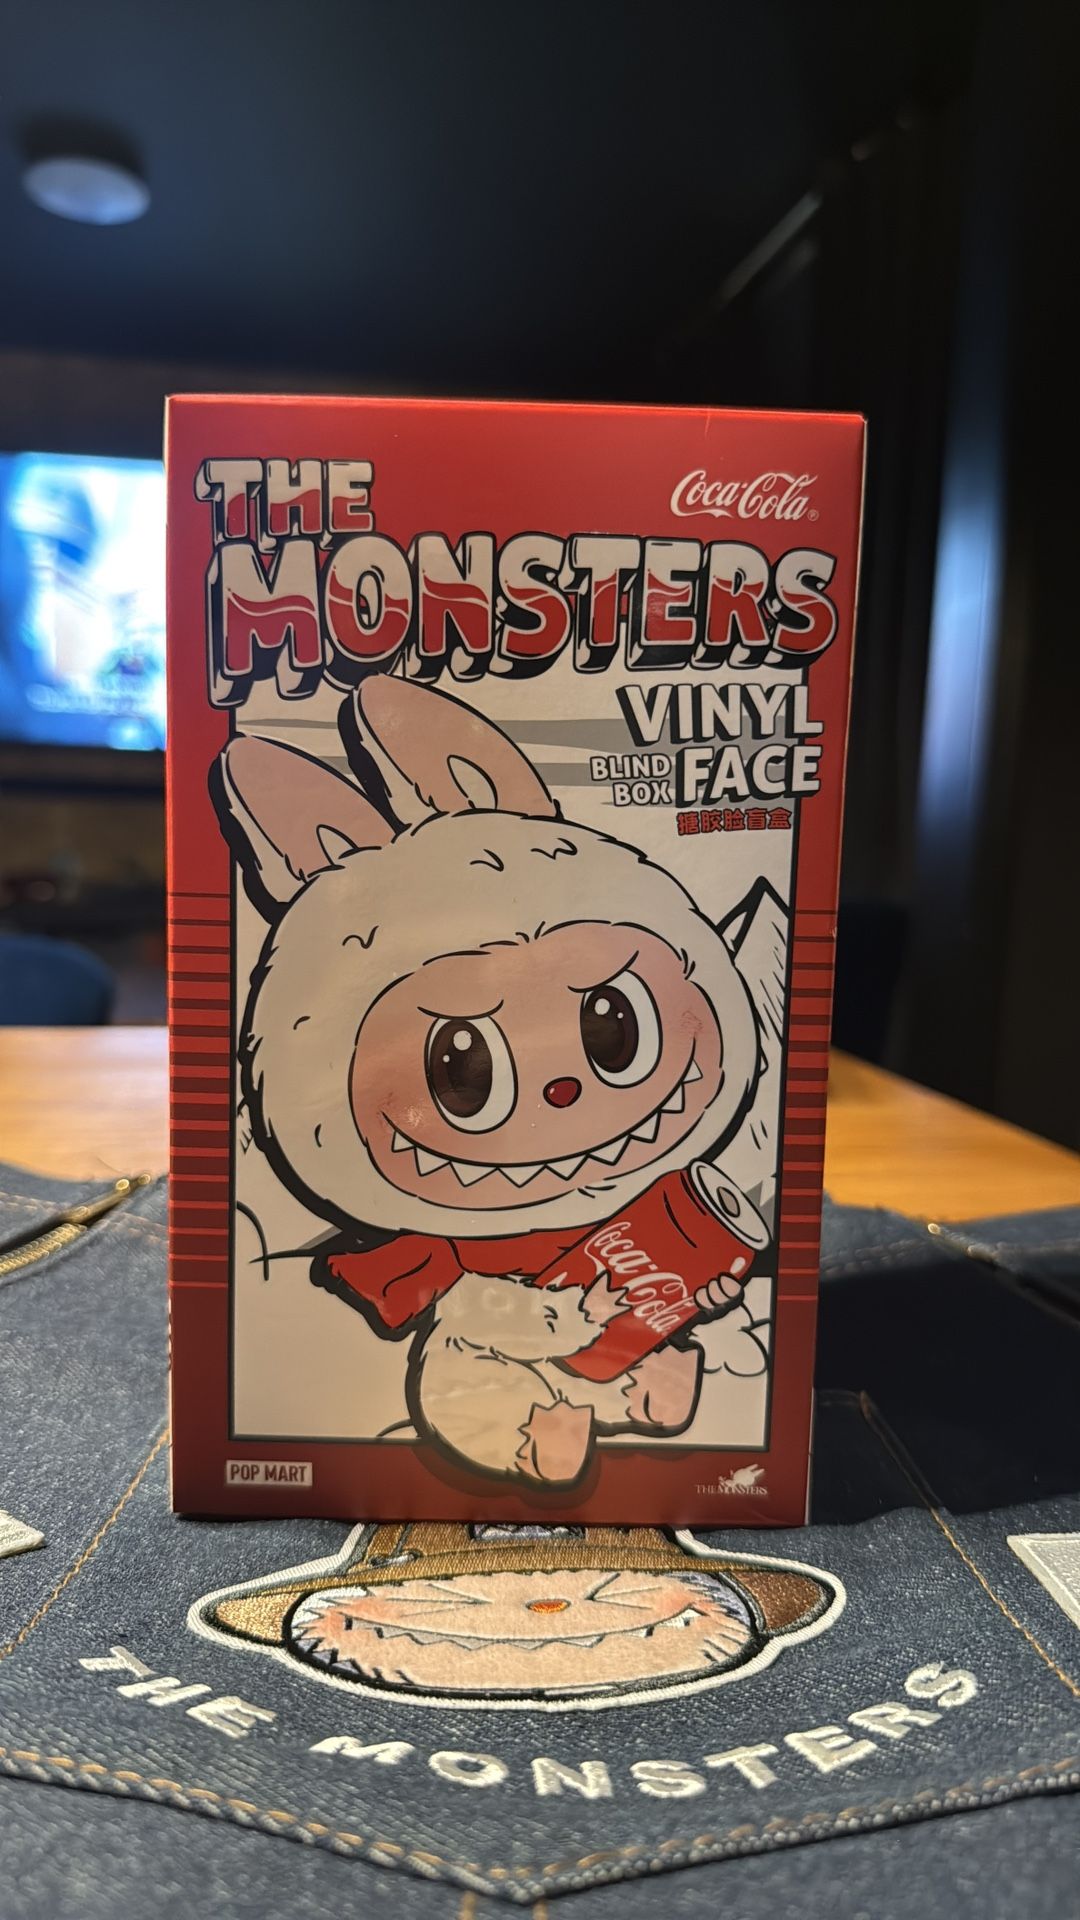 THE
Coca-Cola®
MONSTERS
VINYL
BLIND
BOX
FACE
搪胶脸盲盒
Coca-Cola
POP MART
THE MONSTERS
THE MONSTERS